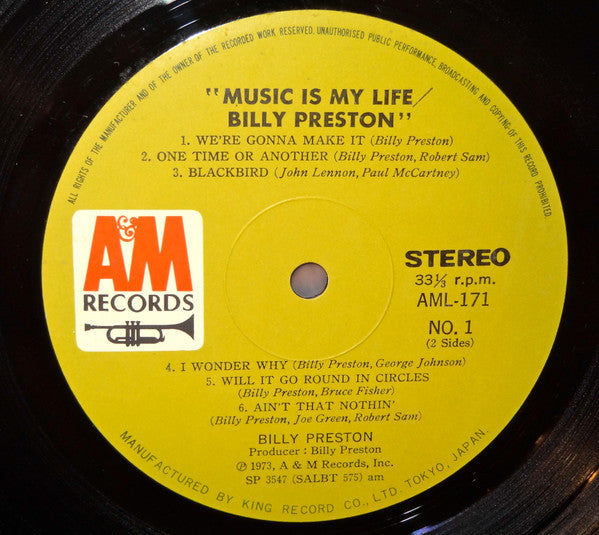 ALL RIGHTS OF THE MANUFACTURER AND OF THE OWNER OF THE RECORDED WORK RESERVED. UNAUTHORISED PUBLIC PERFORMANCE, BROADCASTING AND COPYING OF THIS RECORD PROHIBITED.
"MUSIC IS MY LIFE/
BILLY PRESTON"
1. WE'RE GONNA MAKE IT (Billy Preston)
2. ONE TIME OR ANOTHER (Billy Preston, Robert Sam)
3. BLACKBIRD (John Lennon, Paul McCartney)
A&M
RECORDS
STEREO
33⅓ r.p.m.
AML-171
NO. 1
(2 Sides)
4. I WONDER WHY (Billy Preston, George Johnson)
5. WILL IT GO ROUND IN CIRCLES
(Billy Preston, Bruce Fisher)
6. AIN'T THAT NOTHIN'
(Billy Preston, Joe Green, Robert Sam)
BILLY PRESTON
Producer : Billy Preston
℗ 1973, A & M Records, Inc.
SP 3547 (SALBT 575) am
MANUFACTURED BY KING RECORD CO., LTD. TOKYO, JAPAN.